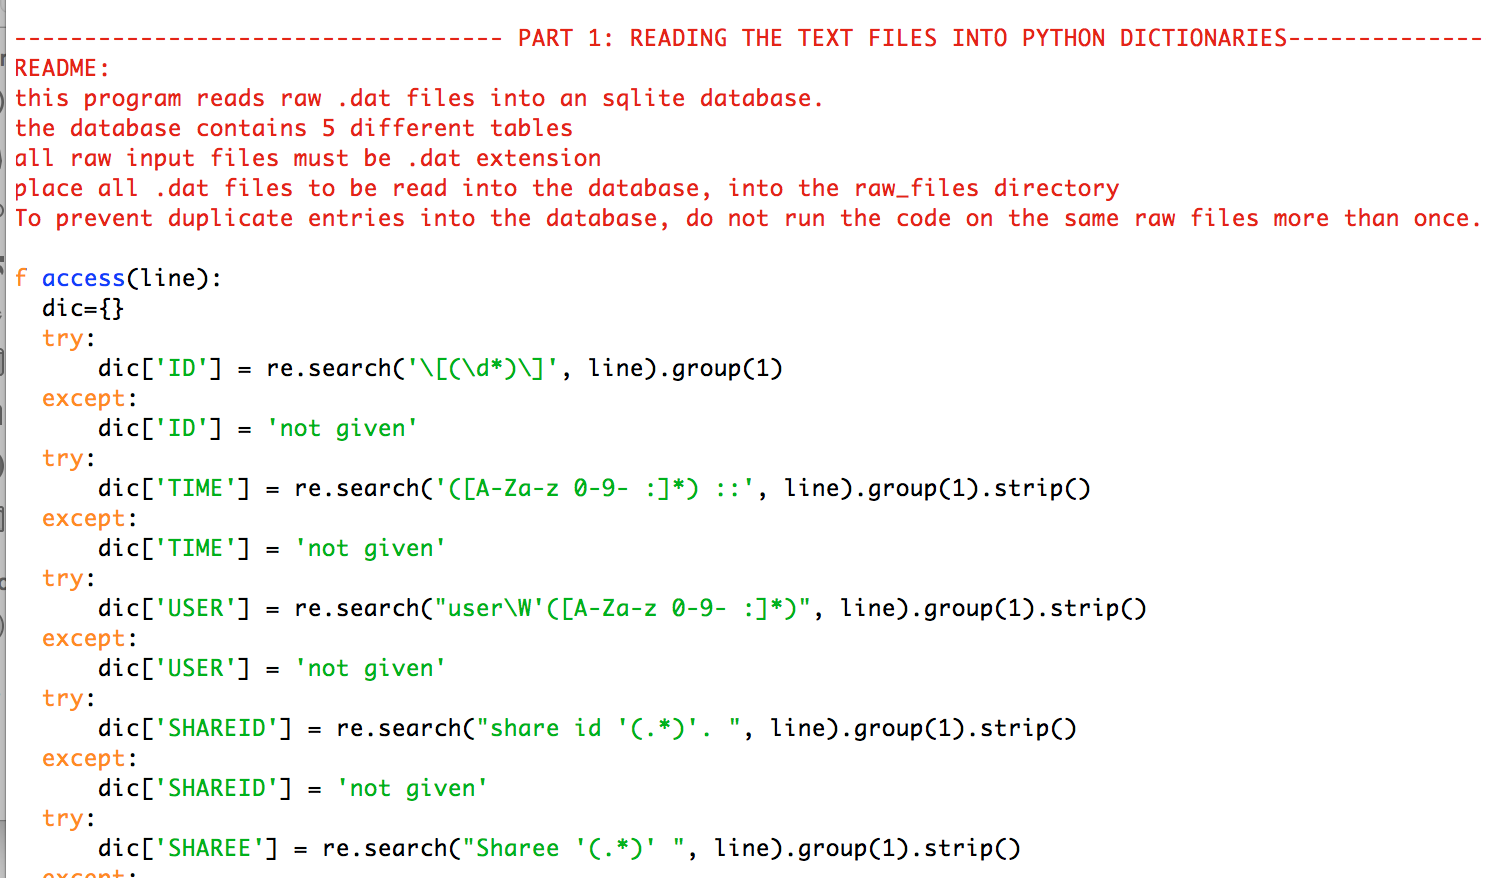 ----------------------------------- PART 1: READING THE TEXT FILES INTO PYTHON DICTIONARIES--------------
README:
this program reads raw .dat files into an sqlite database.
the database contains 5 different tables
all raw input files must be .dat extension
place all .dat files to be read into the database, into the raw_files directory
To prevent duplicate entries into the database, do not run the code on the same raw files more than once.
f access(line):
  dic={}
  try:
      dic['ID'] = re.search('\[(\d*)\]', line).group(1)
  except:
      dic['ID'] = 'not given'
  try:
      dic['TIME'] = re.search('([A-Za-z 0-9- :]*) ::', line).group(1).strip()
  except:
      dic['TIME'] = 'not given'
  try:
      dic['USER'] = re.search("user\W'([A-Za-z 0-9- :]*)", line).group(1).strip()
  except:
      dic['USER'] = 'not given'
  try:
      dic['SHAREID'] = re.search("share id '(.*)'. ", line).group(1).strip()
  except:
      dic['SHAREID'] = 'not given'
  try:
      dic['SHAREE'] = re.search("Sharee '(.*)' ", line).group(1).strip()
  except: